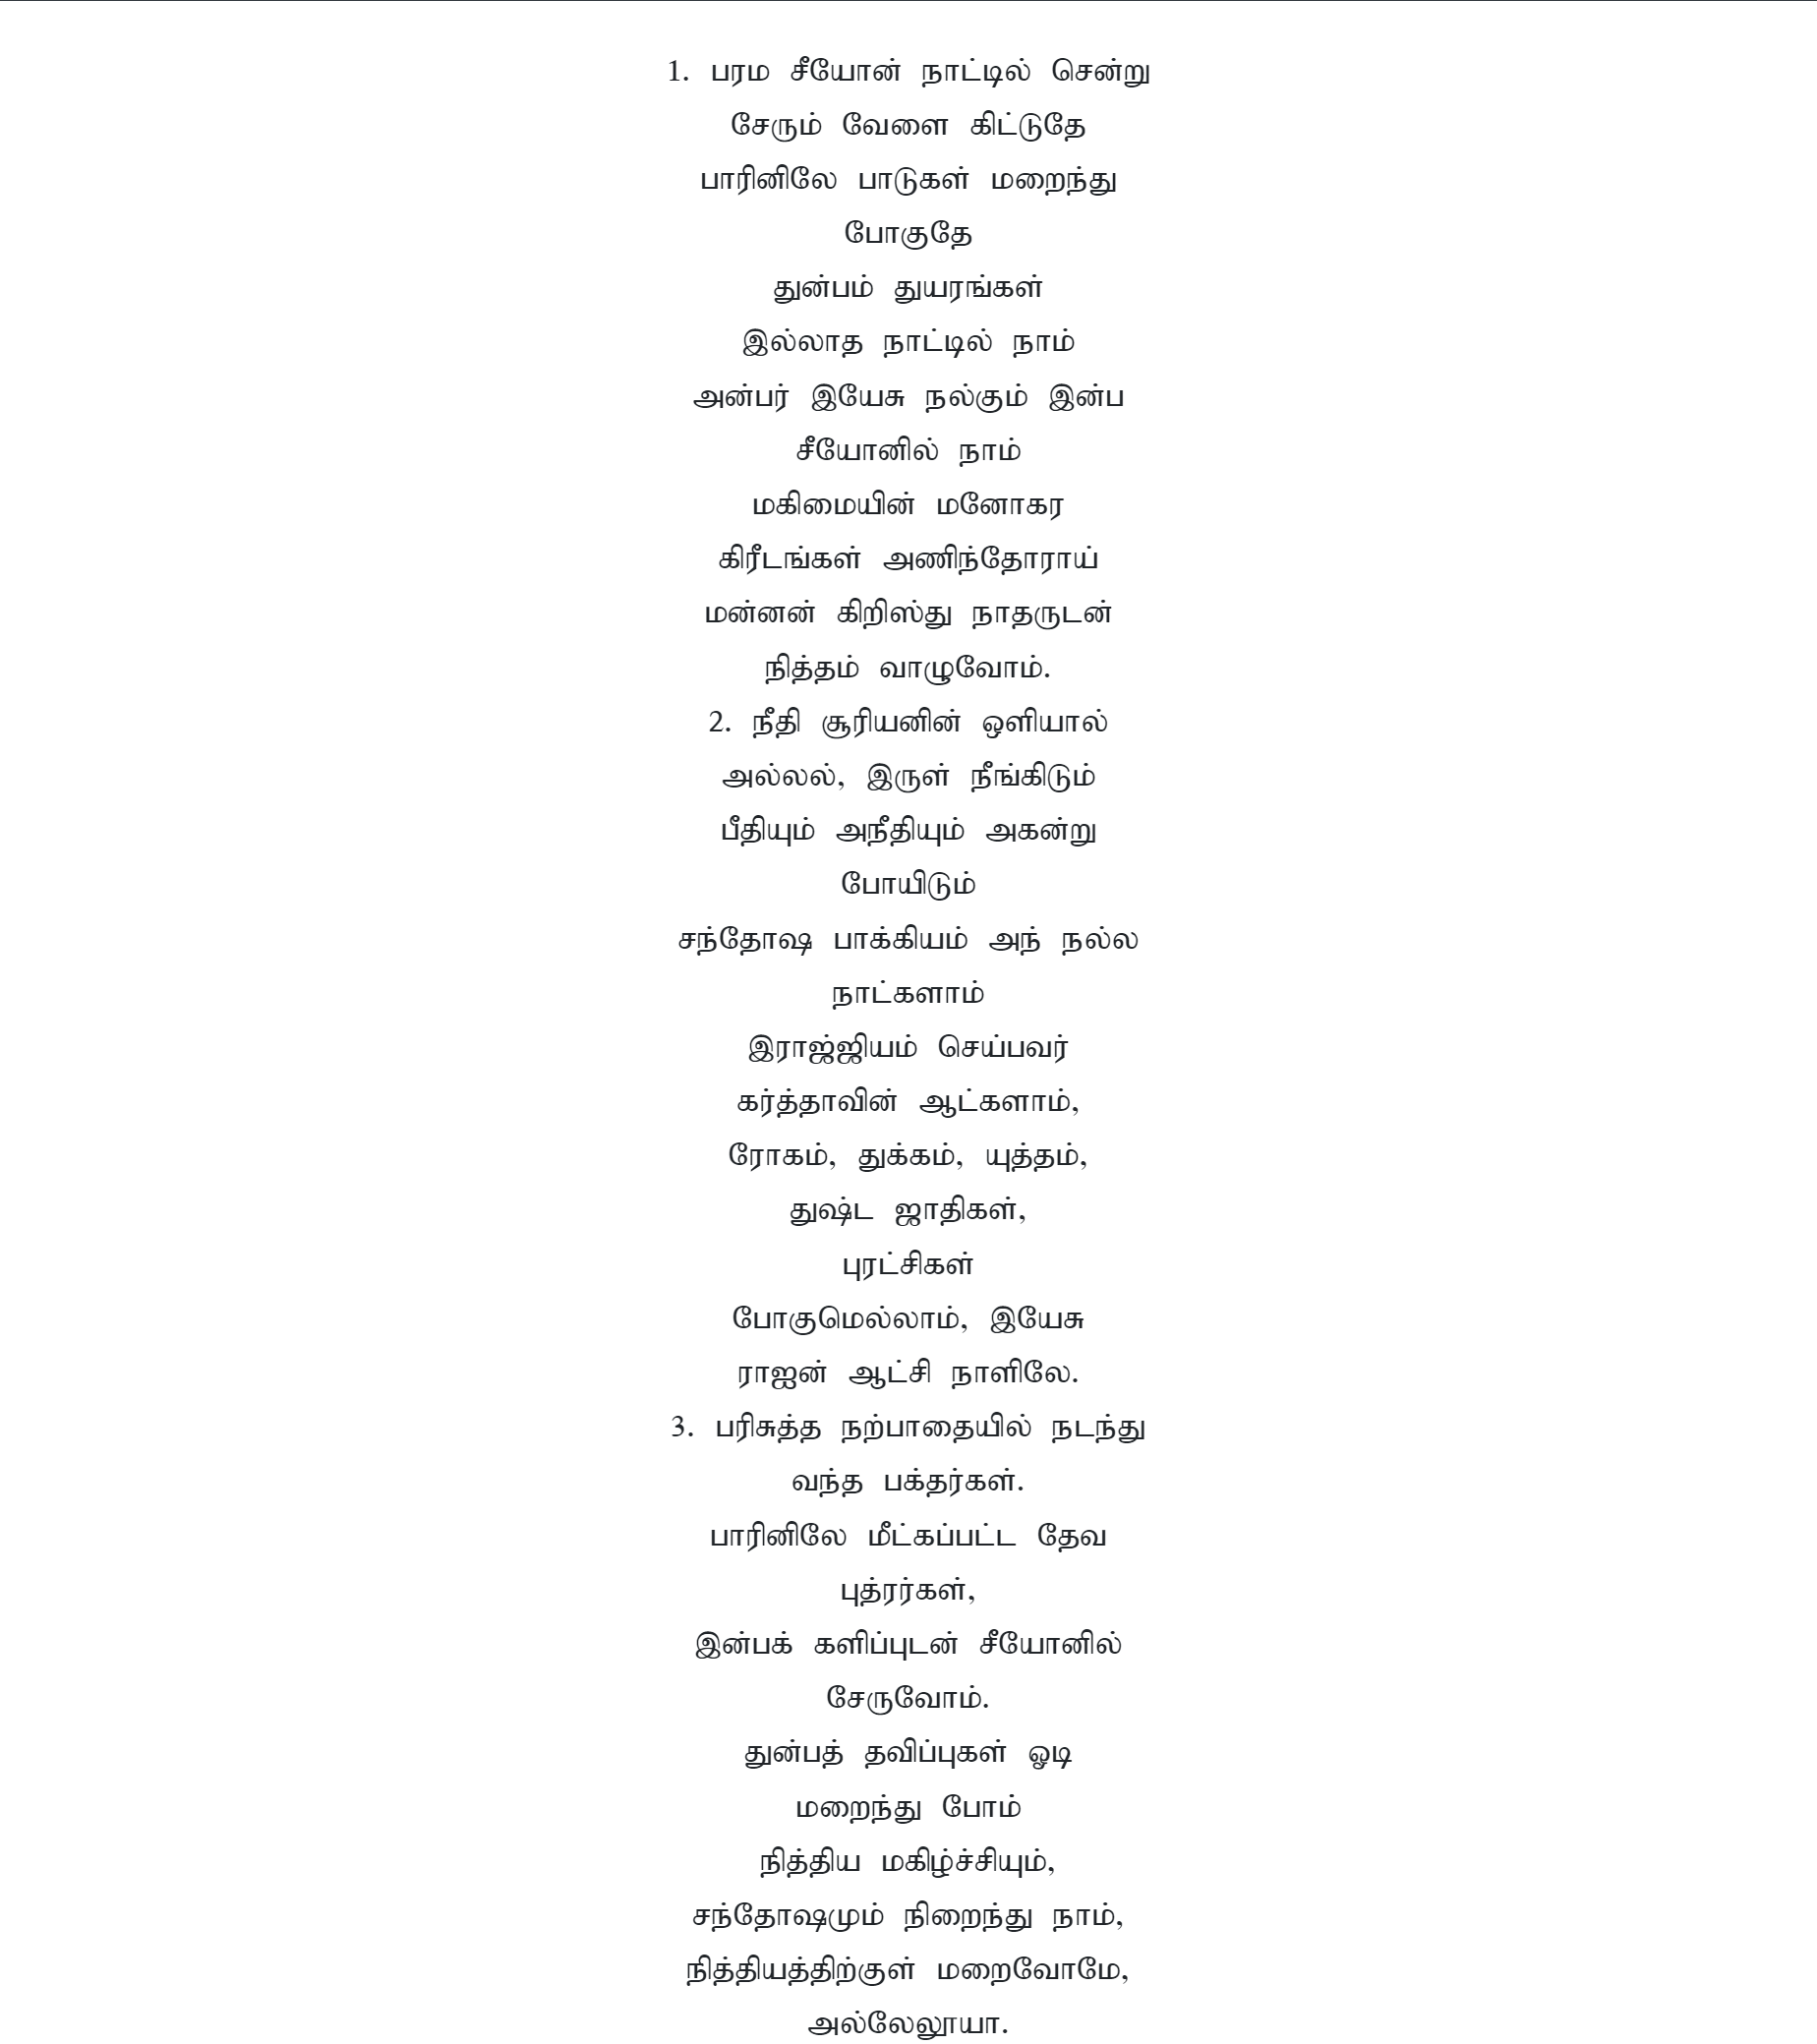 1. பரம சீயோன் நாட்டில் சென்று
சேரும் வேளை கிட்டுதே
பாரினிலே பாடுகள் மறைந்து
போகுதே
துன்பம் துயரங்கள்
இல்லாத நாட்டில் நாம்
அன்பர் இயேசு நல்கும் இன்ப
சீயோனில் நாம்
மகிமையின் மனோகர
கிரீடங்கள் அணிந்தோராய்
மன்னன் கிறிஸ்து நாதருடன்
நித்தம் வாழுவோம்.
2. நீதி சூரியனின் ஒளியால்
அல்லல், இருள் நீங்கிடும்
பீதியும் அநீதியும் அகன்று
போயிடும்
சந்தோஷ பாக்கியம் அந் நல்ல
நாட்களாம்
இராஜ்ஜியம் செய்பவர்
கர்த்தாவின் ஆட்களாம்,
ரோகம், துக்கம், யுத்தம்,
துஷ்ட ஜாதிகள்,
புரட்சிகள்
போகுமெல்லாம், இயேசு
ராஐன் ஆட்சி நாளிலே.
3. பரிசுத்த நற்பாதையில் நடந்து
வந்த பக்தர்கள்.
பாரினிலே மீட்கப்பட்ட தேவ
புத்ரர்கள்,
இன்பக் களிப்புடன் சீயோனில்
சேருவோம்.
துன்பத் தவிப்புகள் ஓடி
மறைந்து போம்
நித்திய மகிழ்ச்சியும்,
சந்தோஷமும் நிறைந்து நாம்,
நித்தியத்திற்குள் மறைவோமே,
அல்லேலூயா.